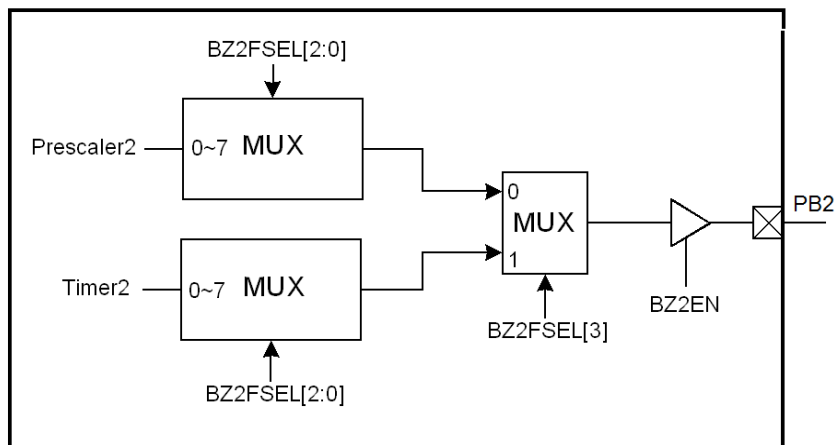 BZ2FSEL[2:0]
Prescaler2
0~7 MUX
0
MUX
1
PB2
Timer2
0~7 MUX
BZ2EN
BZ2FSEL[3]
BZ2FSEL[2:0]